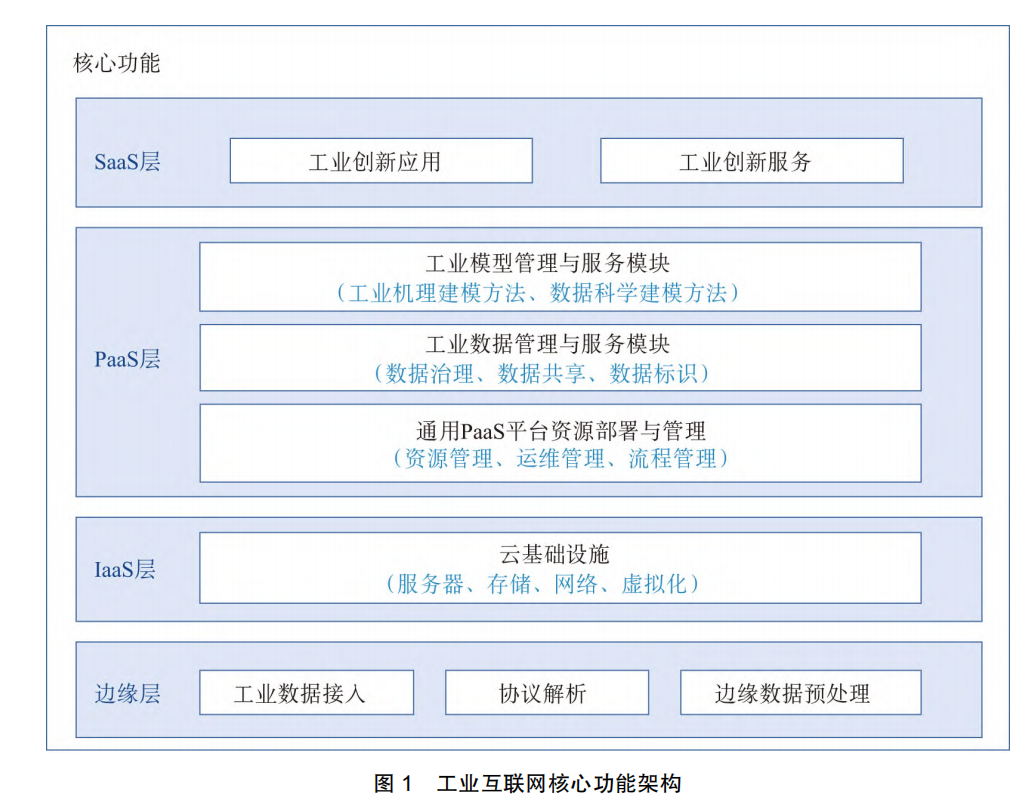 核心功能
SaaS层
工业创新应用
工业创新服务
PaaS层
工业模型管理与服务模块
（工业机理建模方法、数据科学建模方法）
工业数据管理与服务模块
（数据治理、数据共享、数据标识）
通用PaaS平台资源部署与管理
（资源管理、运维管理、流程管理）
IaaS层
云基础设施
（服务器、存储、网络、虚拟化）
边缘层
工业数据接入
协议解析
边缘数据预处理
图 1 工业互联网核心功能架构